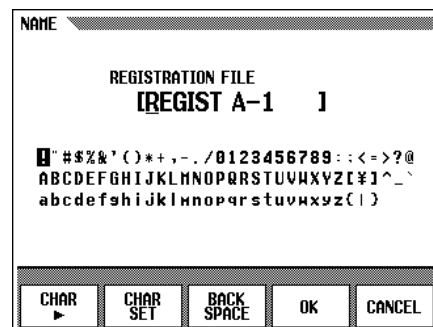 NAME
REGISTRATION FILE
[REGIST A-1 ]
!"#$%&'()*+,-./0123456789:;<=>?@
ABCDEFGHIJKLMNOPQRSTUVWXYZ[¥]^_`
abcdefghijklmnopqrstuvwxyz{|}
CHAR ▶
CHAR SET
BACK SPACE
OK
CANCEL